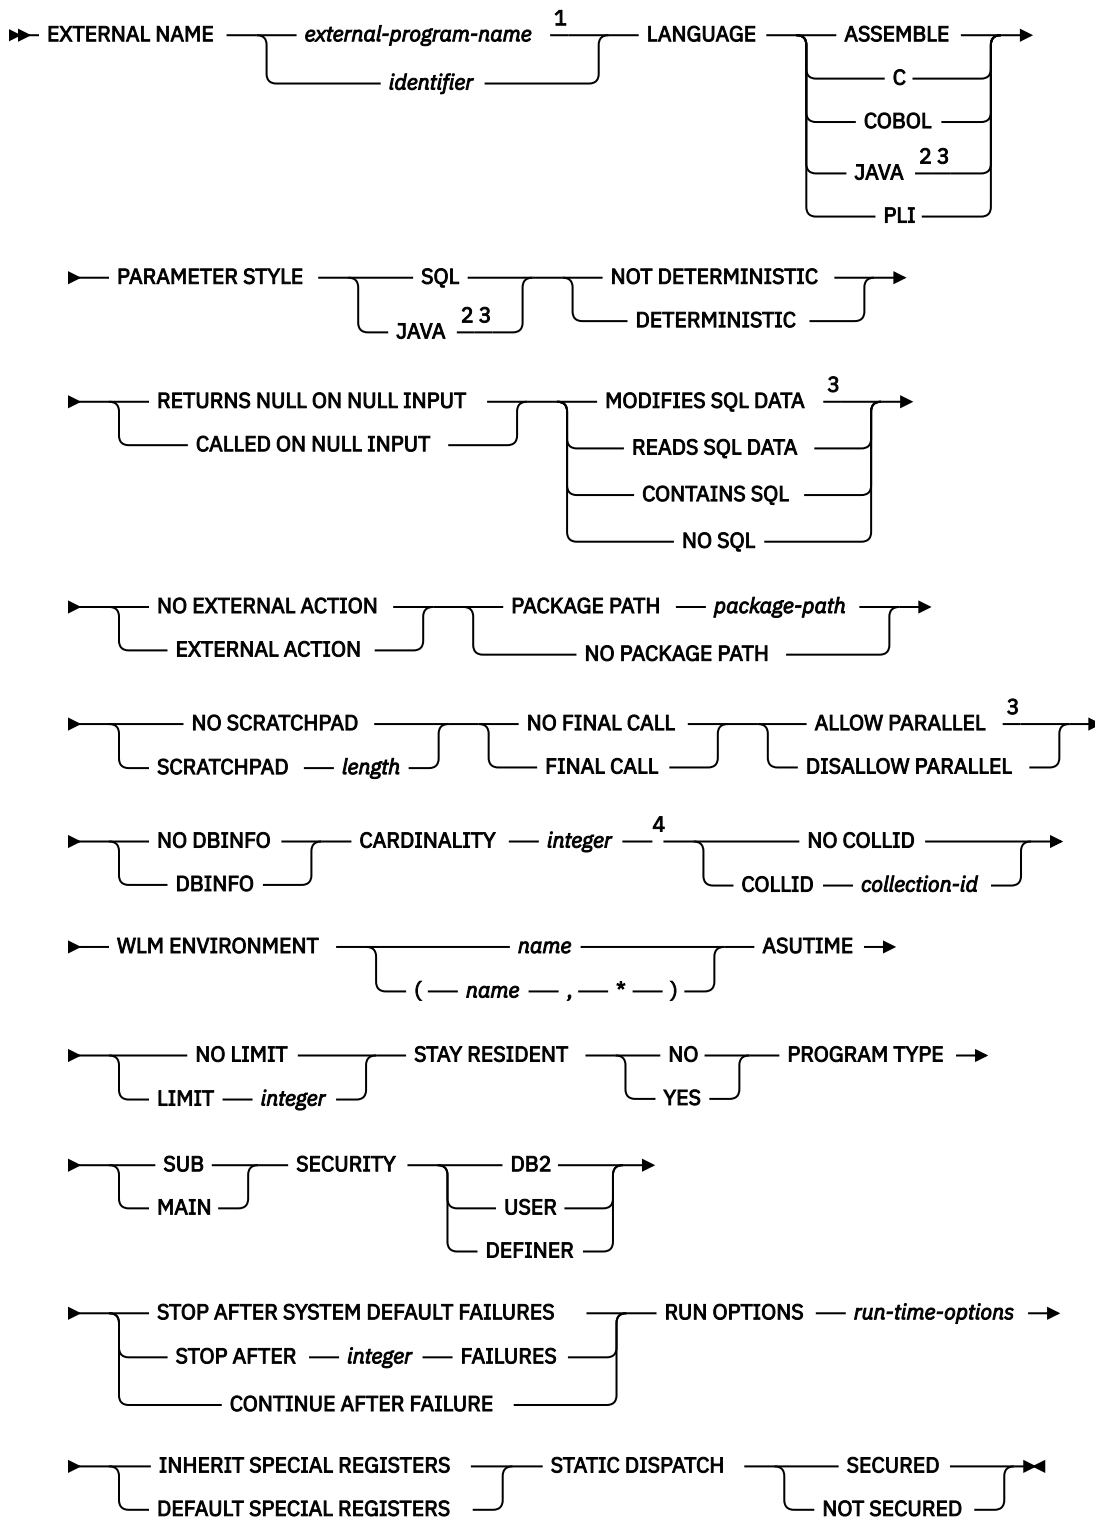 EXTERNAL NAME external-program-name 1 LANGUAGE ASSEMBLE
identifier C
COBOL
JAVA 2 3
PLI
PARAMETER STYLE SQL NOT DETERMINISTIC
JAVA 2 3 DETERMINISTIC
RETURNS NULL ON NULL INPUT MODIFIES SQL DATA 3
CALLED ON NULL INPUT READS SQL DATA
CONTAINS SQL
NO SQL
NO EXTERNAL ACTION PACKAGE PATH package-path
EXTERNAL ACTION NO PACKAGE PATH
NO SCRATCHPAD NO FINAL CALL ALLOW PARALLEL 3
SCRATCHPAD length FINAL CALL DISALLOW PARALLEL
NO DBINFO CARDINALITY integer 4 NO COLLID
DBINFO COLLID collection-id
WLM ENVIRONMENT name ASUTIME
( name , * )
NO LIMIT STAY RESIDENT NO PROGRAM TYPE
LIMIT integer YES
SUB SECURITY DB2
MAIN USER
DEFINER
STOP AFTER SYSTEM DEFAULT FAILURES RUN OPTIONS run-time-options
STOP AFTER integer FAILURES
CONTINUE AFTER FAILURE
INHERIT SPECIAL REGISTERS STATIC DISPATCH SECURED
DEFAULT SPECIAL REGISTERS NOT SECURED